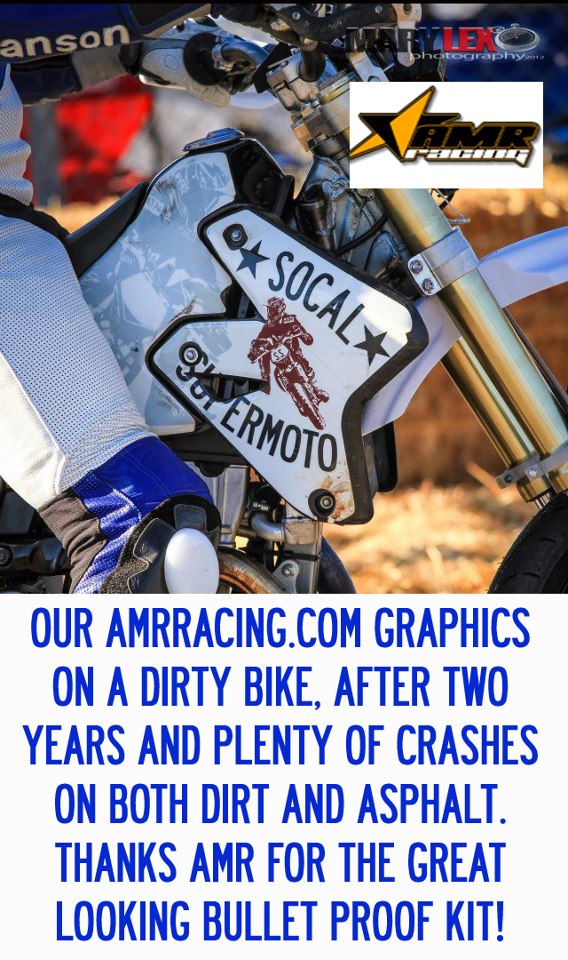 anson
MARYLEX
photography2012
AMR
racing
SOCAL
SUPERMOTO
OUR AMRRACING.COM GRAPHICS
ON A DIRTY BIKE, AFTER TWO
YEARS AND PLENTY OF CRASHES
ON BOTH DIRT AND ASPHALT.
THANKS AMR FOR THE GREAT
LOOKING BULLET PROOF KIT!